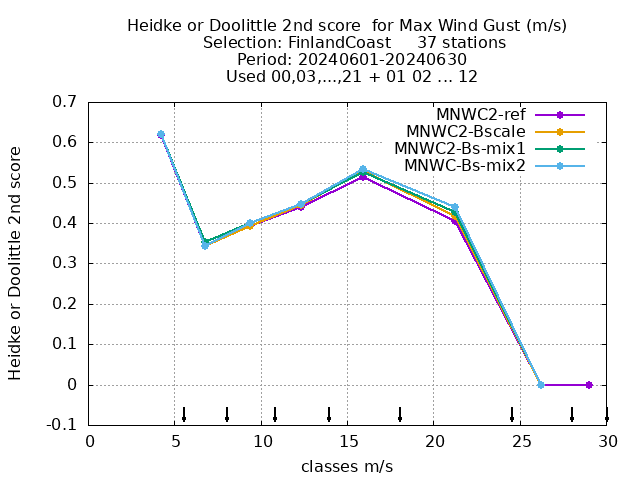 Heidke or Doolittle 2nd score  for Max Wind Gust (m/s)
Selection: FinlandCoast     37 stations
Period: 20240601-20240630
Used 00,03,...,21 + 01 02 ... 12
MNWC2-ref
MNWC2-Bscale
MNWC2-Bs-mix1
MNWC-Bs-mix2
Heidke or Doolittle 2nd score
0.7
0.6
0.5
0.4
0.3
0.2
0.1
0
-0.1
0 5 10 15 20 25 30
classes m/s